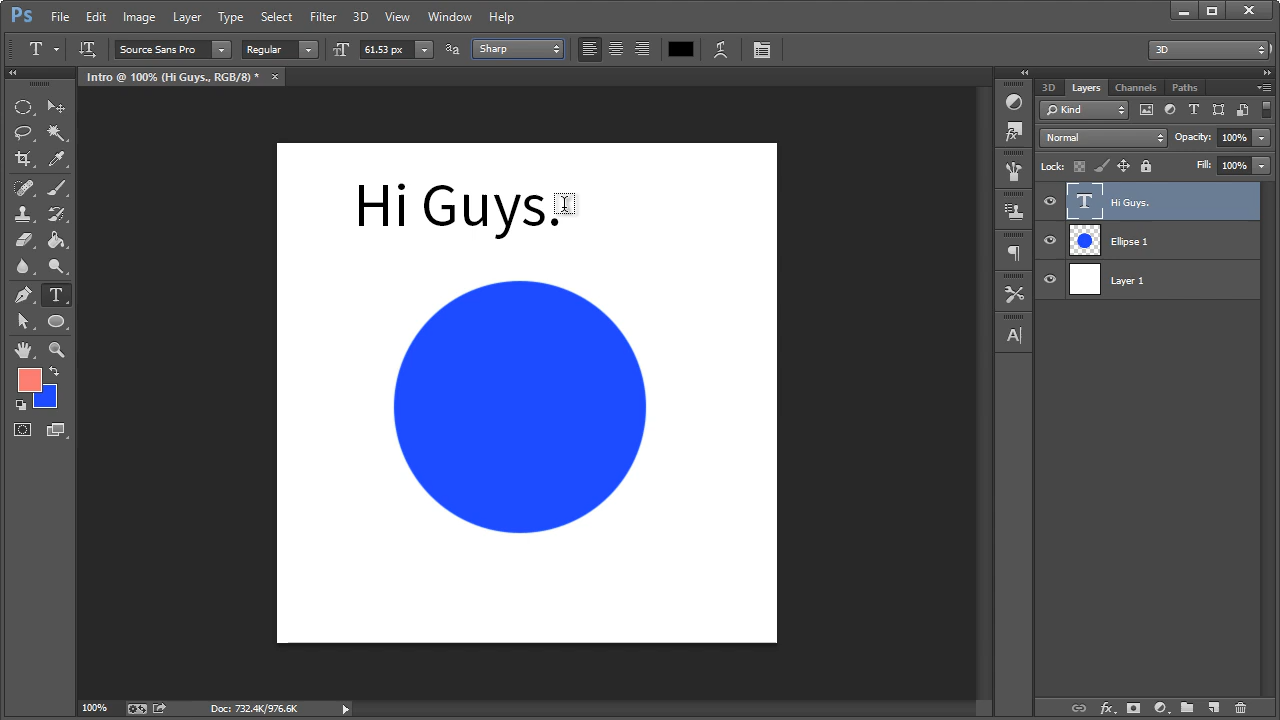 Ps File Edit Image Layer Type Select Filter 3D View Window Help
T Source Sans Pro Regular 61.53 px aa Sharp 3D
Intro @ 100% (Hi Guys., RGB/8) * ×
3D Layers Channels Paths
Kind
Normal Opacity: 100%
Lock: Fill: 100%
Hi Guys.
T Hi Guys.
Ellipse 1
Layer 1
100% Doc: 732.4K/976.6K